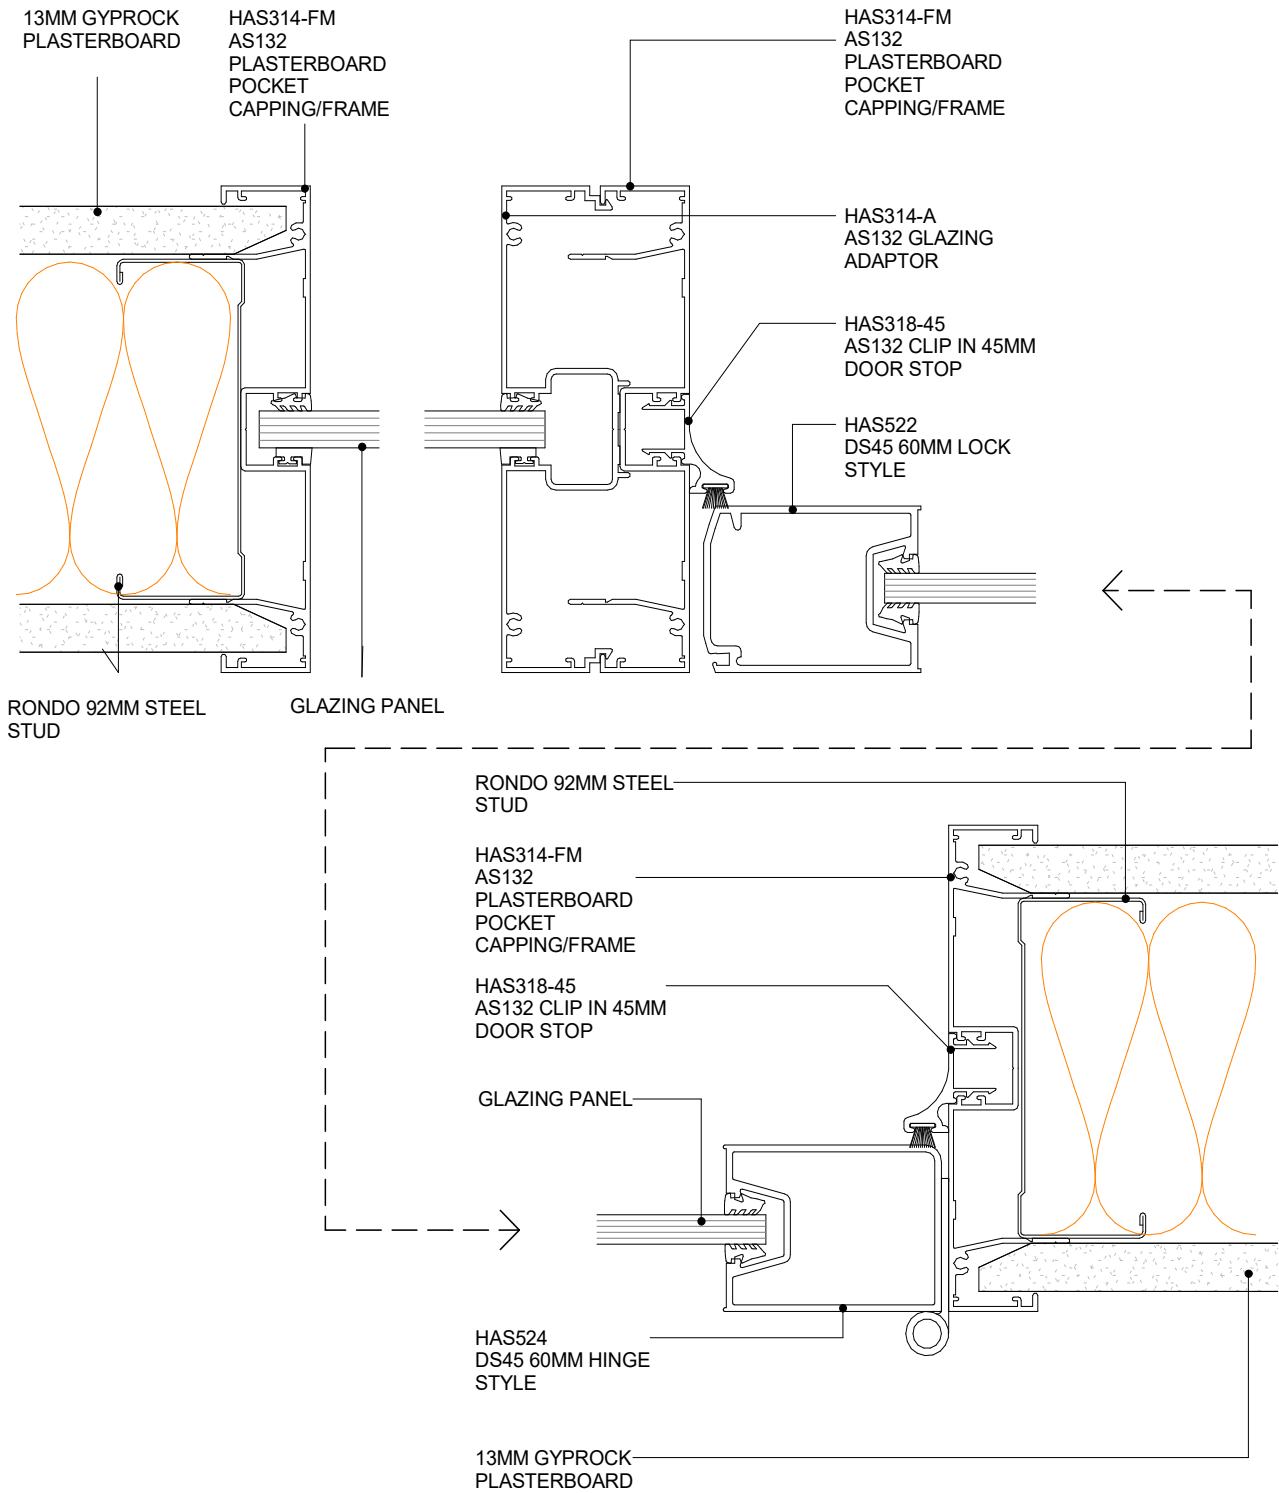 13MM GYPROCK
PLASTERBOARD
HAS314-FM
AS132
PLASTERBOARD
POCKET
CAPPING/FRAME
HAS314-FM
AS132
PLASTERBOARD
POCKET
CAPPING/FRAME
HAS314-A
AS132 GLAZING
ADAPTOR
HAS318-45
AS132 CLIP IN 45MM
DOOR STOP
HAS522
DS45 60MM LOCK
STYLE
RONDO 92MM STEEL
STUD
GLAZING PANEL
RONDO 92MM STEEL
STUD
HAS314-FM
AS132
PLASTERBOARD
POCKET
CAPPING/FRAME
HAS318-45
AS132 CLIP IN 45MM
DOOR STOP
GLAZING PANEL
HAS524
DS45 60MM HINGE
STYLE
13MM GYPROCK
PLASTERBOARD